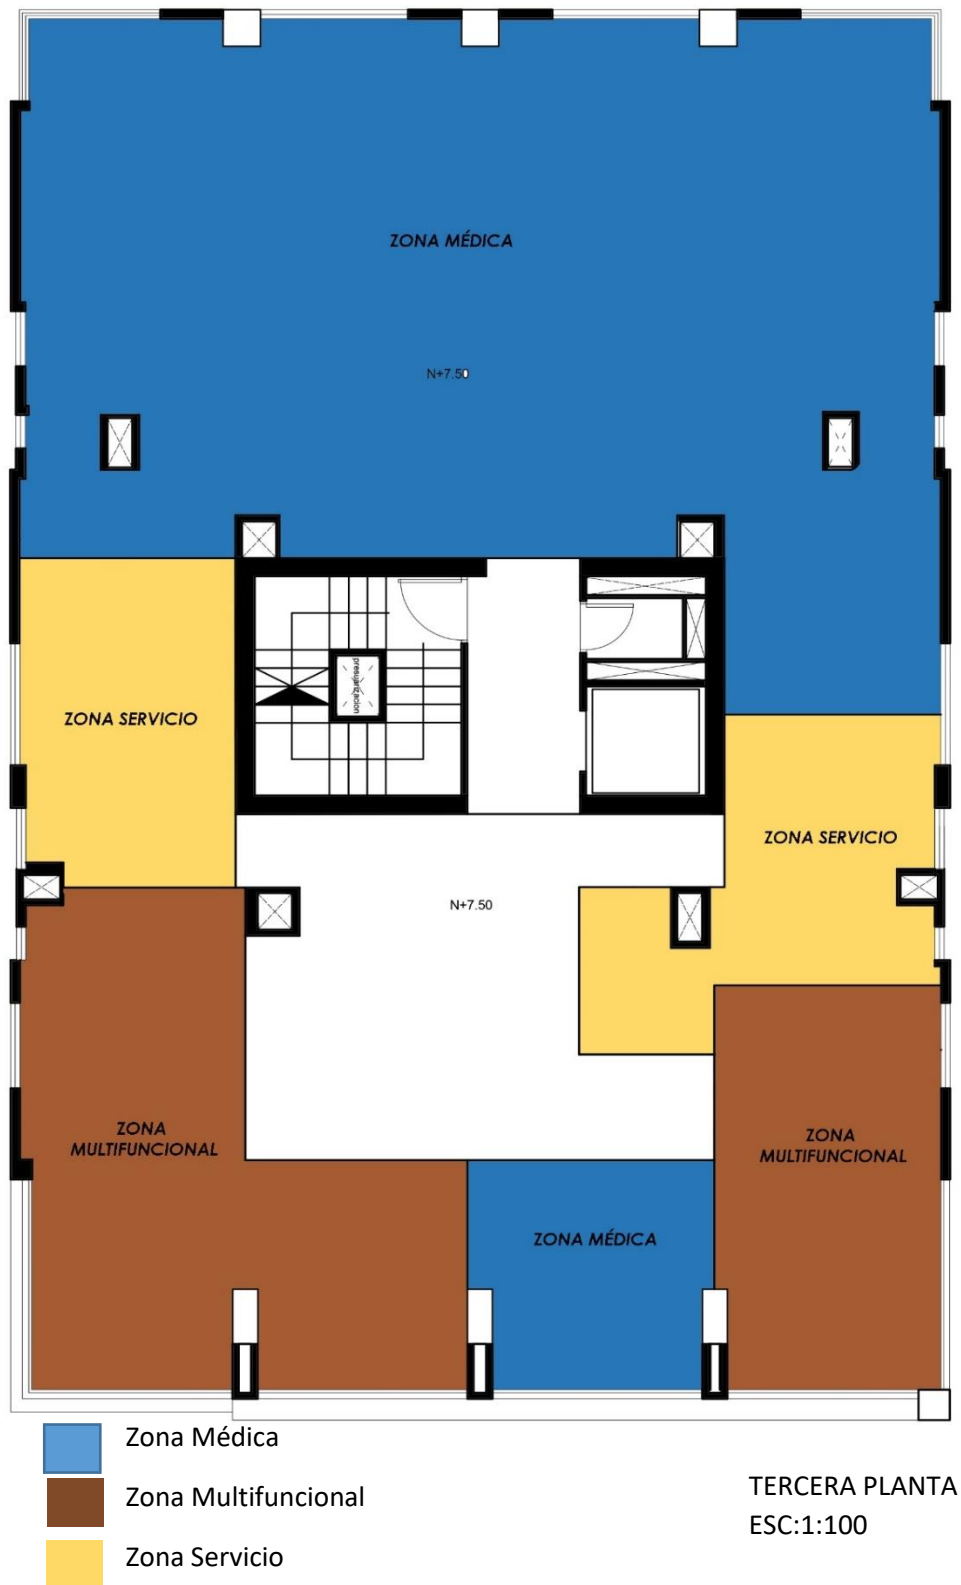 ZONA MÉDICA
N+7.50
presurizacion
ZONA SERVICIO
ZONA SERVICIO
N+7.50
ZONA
MULTIFUNCIONAL
ZONA
MULTIFUNCIONAL
ZONA MÉDICA
Zona Médica
Zona Multifuncional
Zona Servicio
TERCERA PLANTA
ESC:1:100